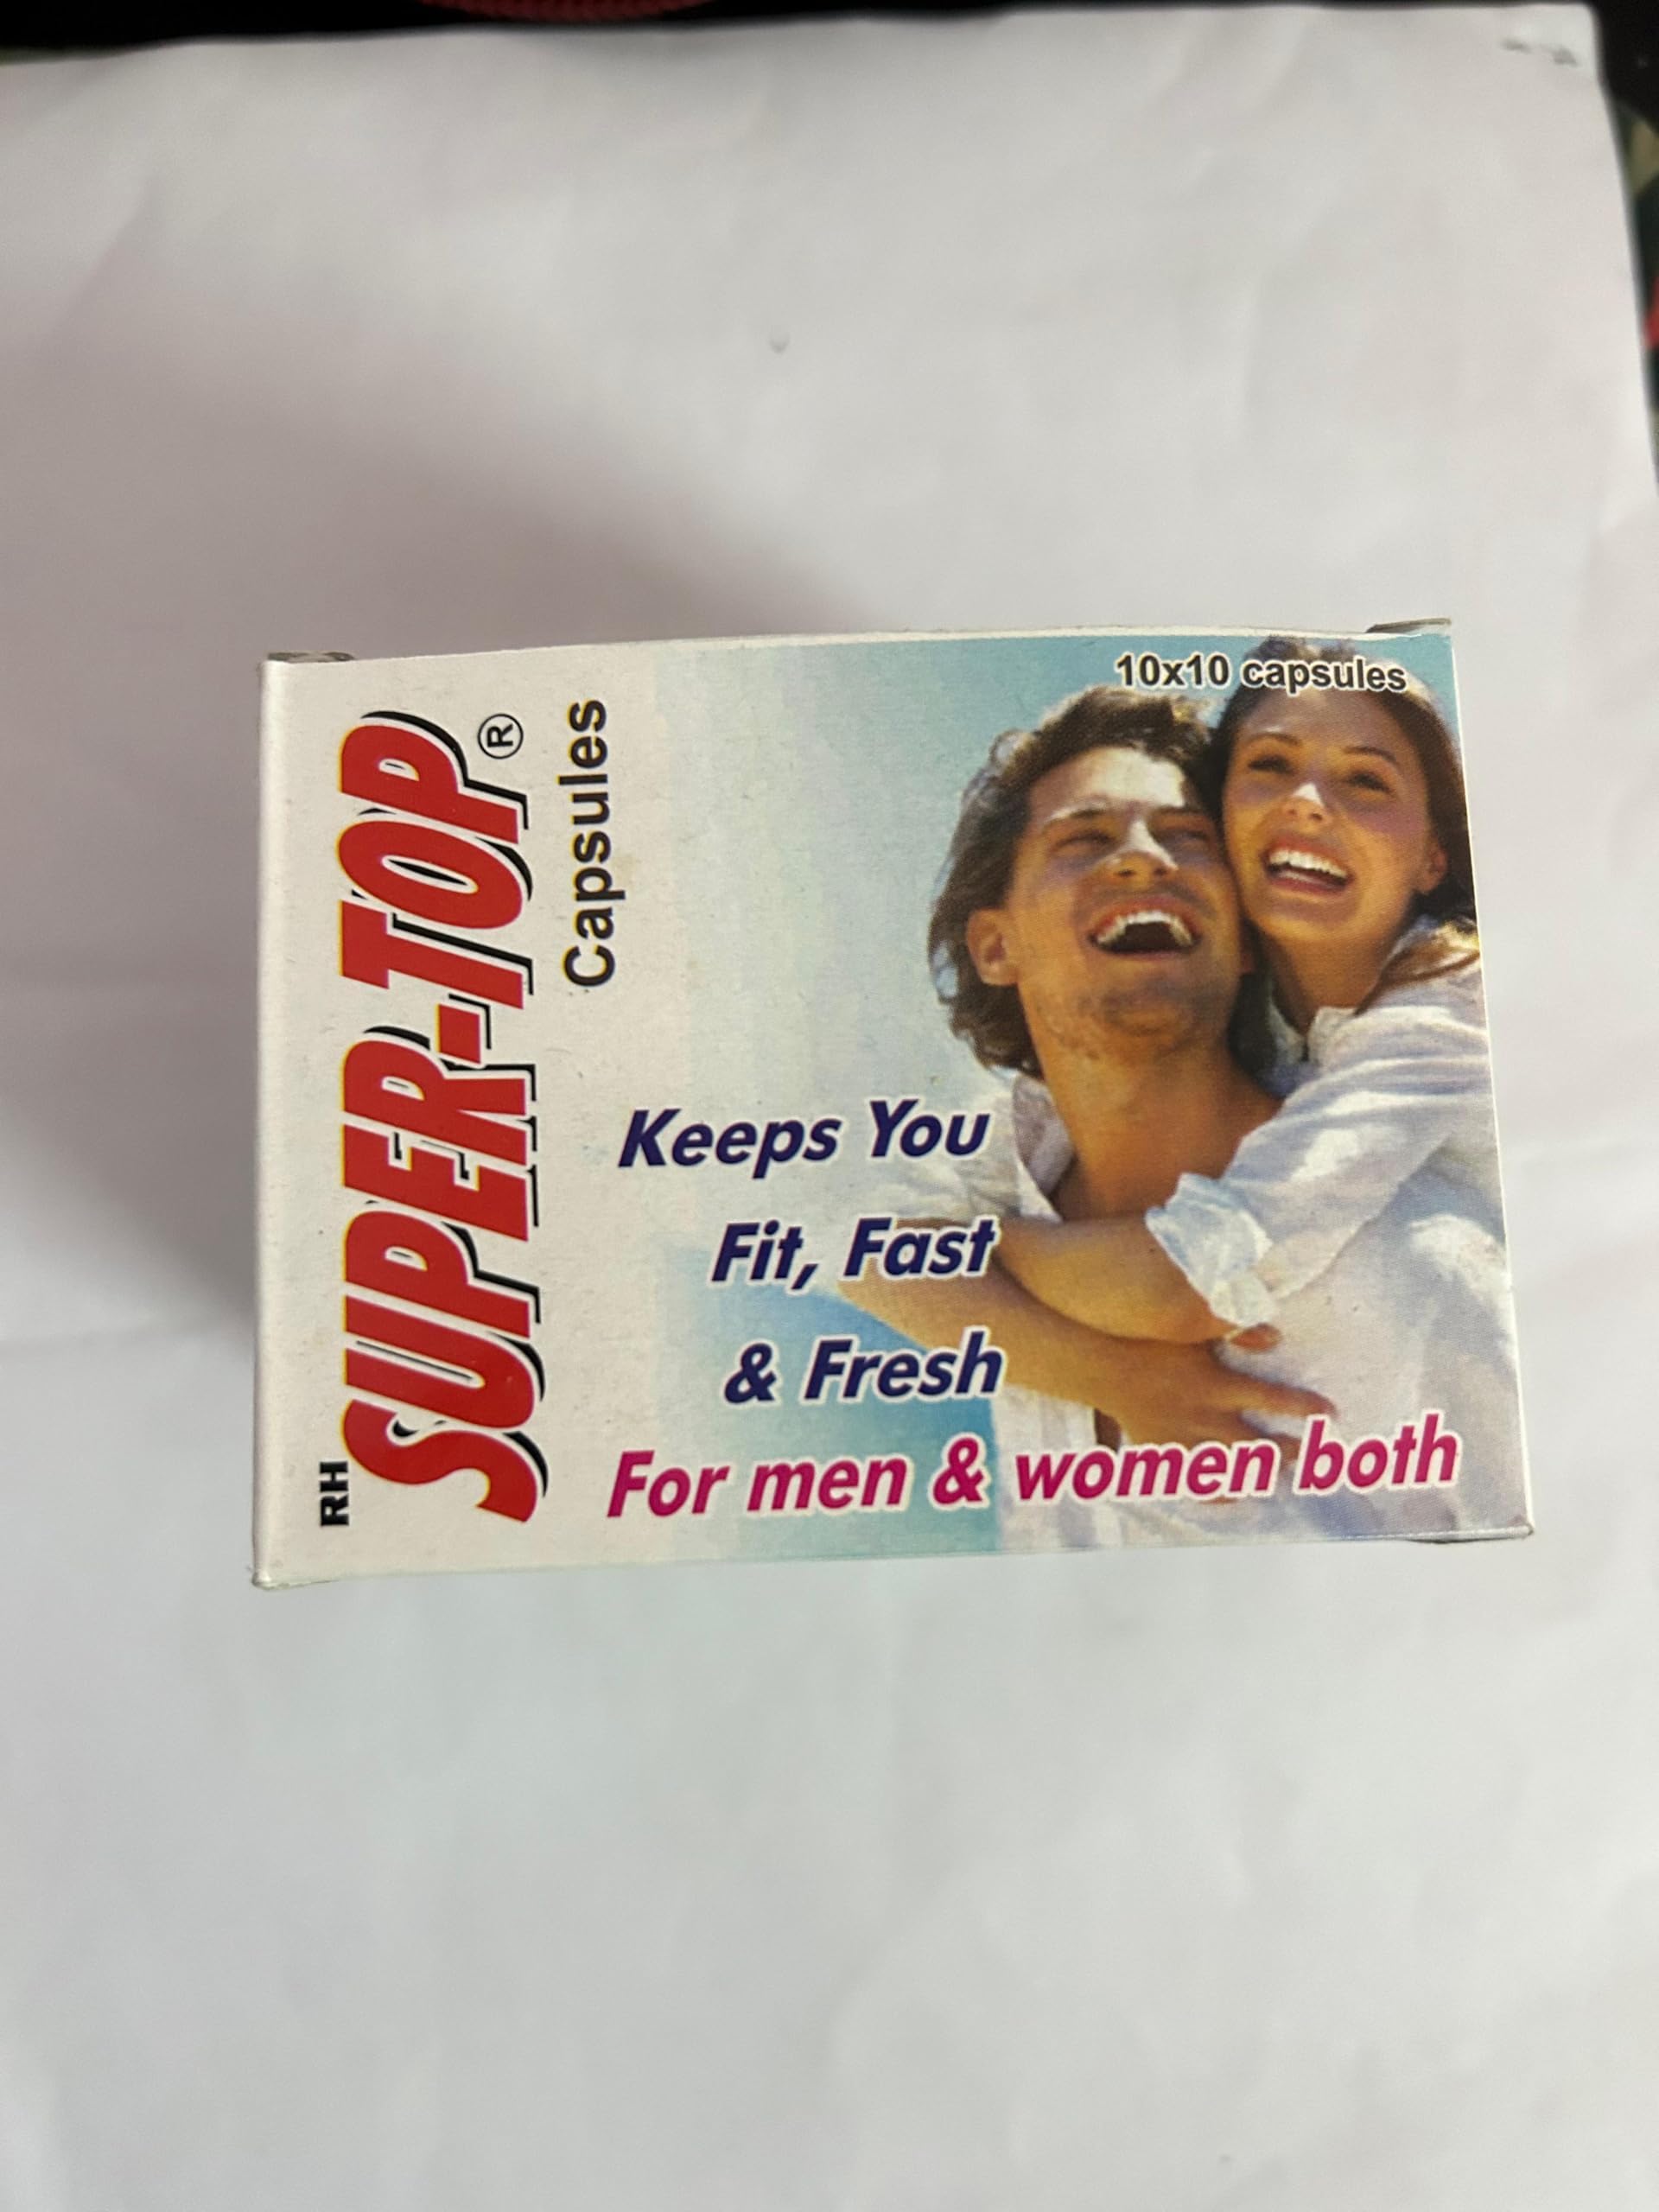 RH
SUPER-TOP®
Capsules
10x10 capsules
Keeps You
Fit, Fast
& Fresh
For men & women both